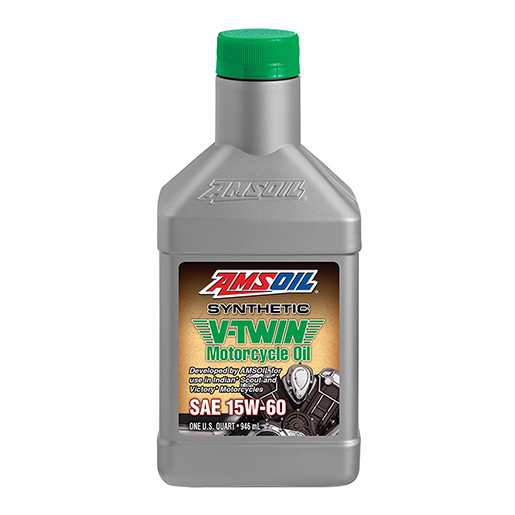 AMSOIL
AMSOIL®
SYNTHETIC
V-TWIN
Motorcycle Oil
Developed by AMSOIL for
use in Indian® Scout and
Victory® Motorcycles
SAE 15W-60
ONE U.S. QUART • 946 mL